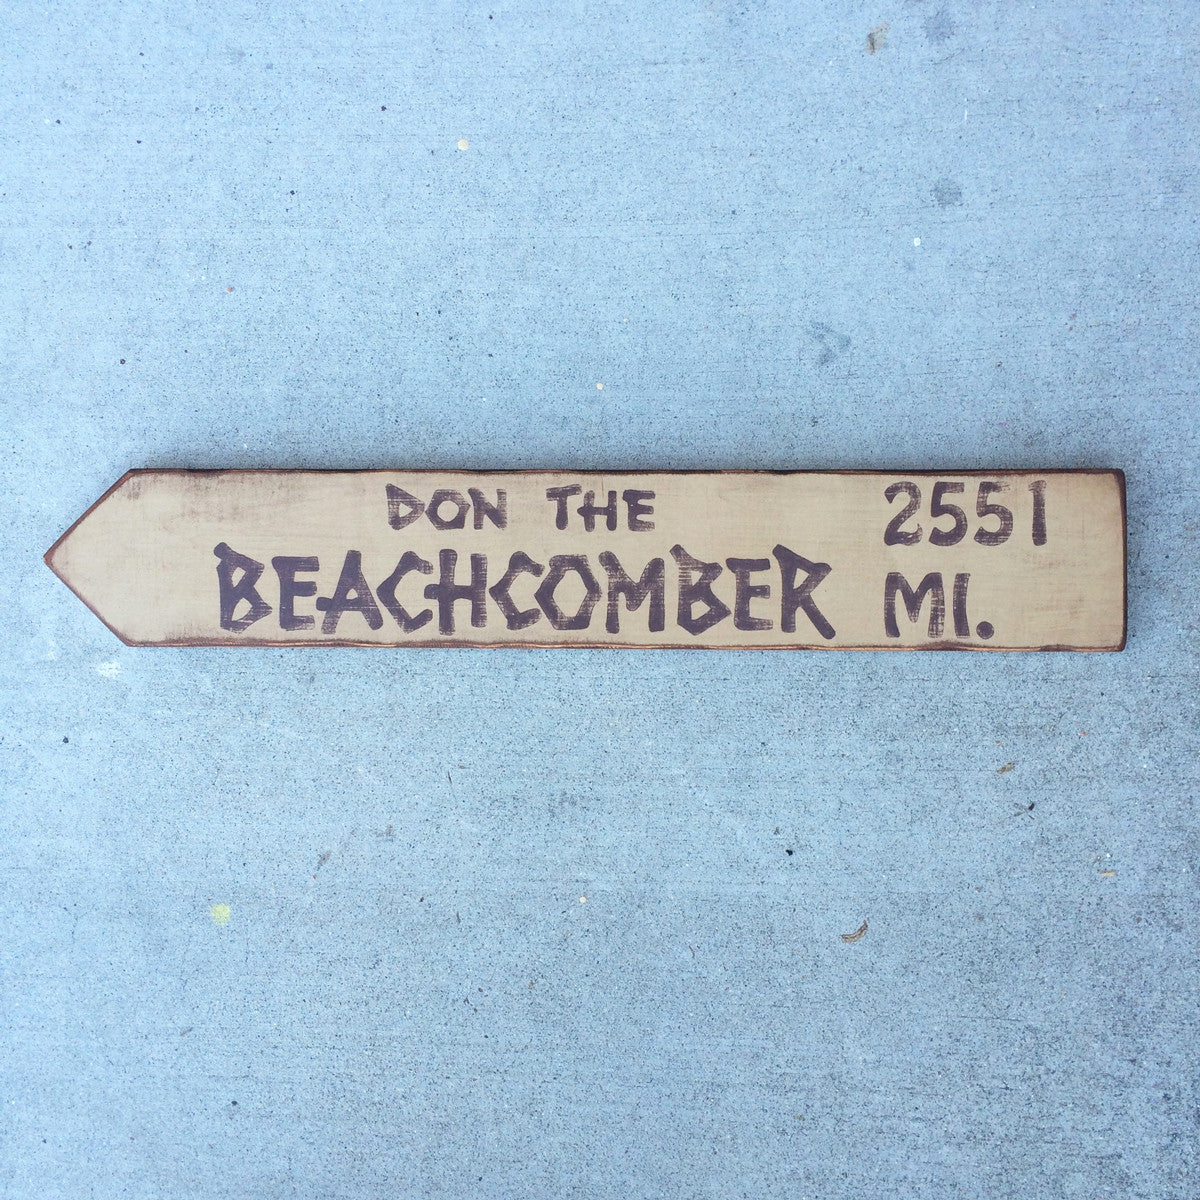 DON THE
BEACHCOMBER
2551
MI.